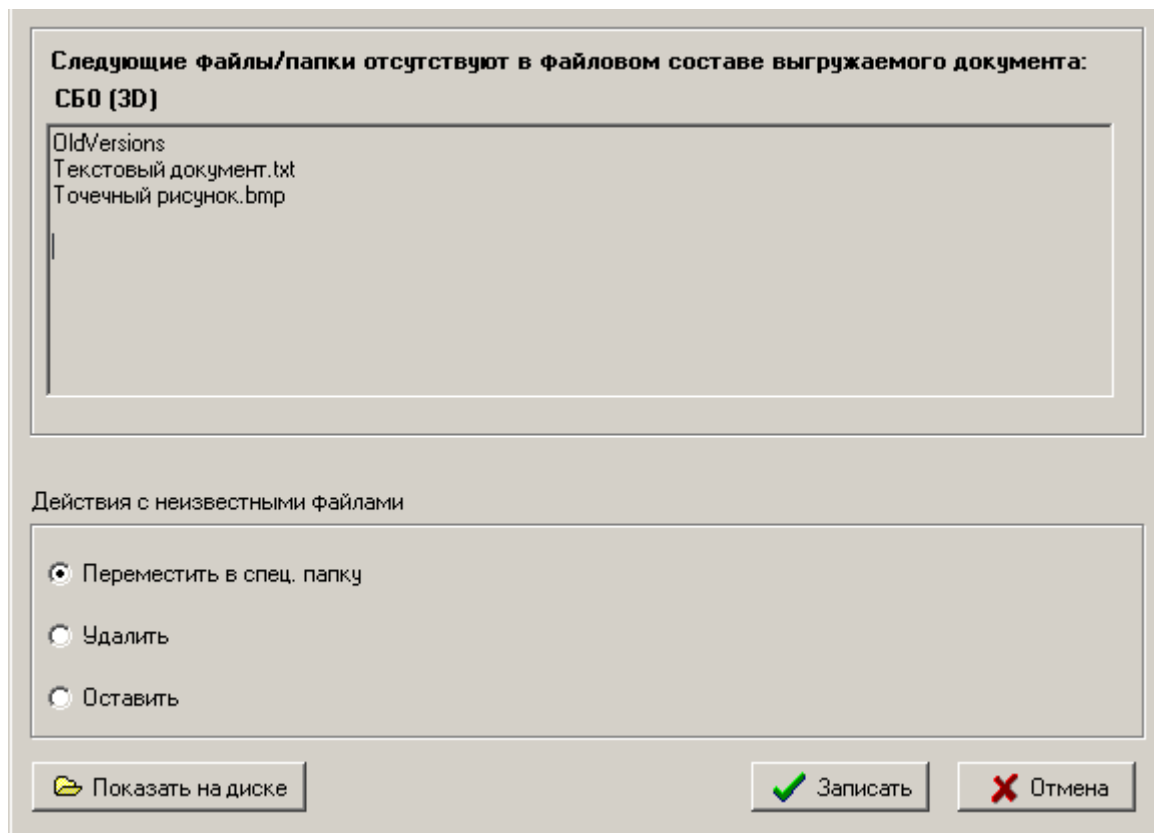 Следующие файлы/папки отсутствуют в файловом составе выгружаемого документа:
СБ0 (3D)
OldVersions
Текстовый документ.txt
Точечный рисунок.bmp
Действия с неизвестными файлами
Переместить в спец. папку
Удалить
Оставить
Показать на диске
Записать
Отмена